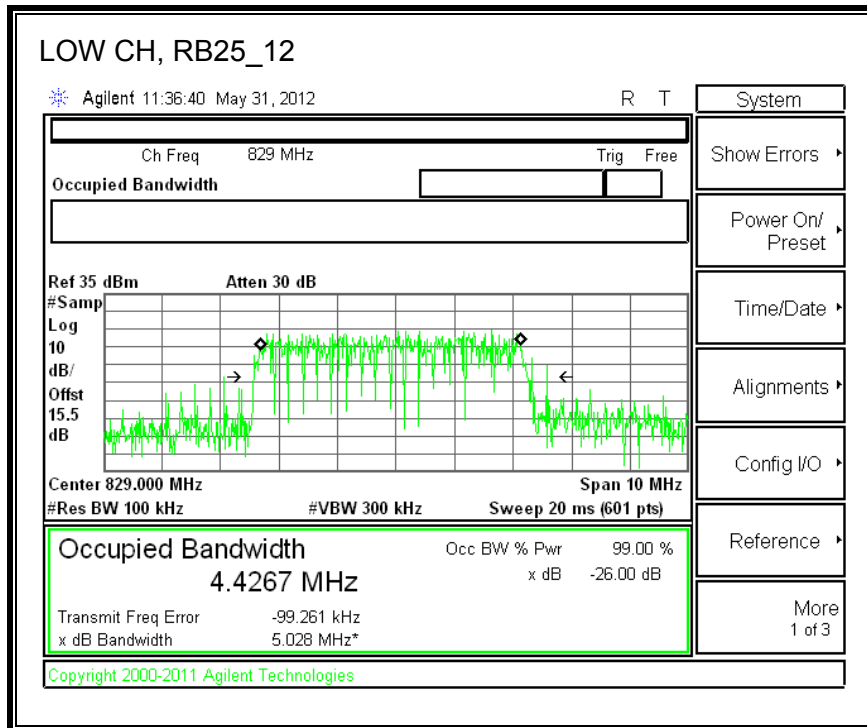 LOW CH, RB25_12
Agilent 11:36:40 May 31, 2012 R T
System
Ch Freq 829 MHz Trig Free
Occupied Bandwidth
Show Errors
Power On/
Preset
Time/Date
Alignments
Config I/O
Reference
More
1 of 3
Ref 35 dBm Atten 30 dB
#Samp
Log
10
dB/
Offst
15.5
dB
Center 829.000 MHz Span 10 MHz
#Res BW 100 kHz #VBW 300 kHz Sweep 20 ms (601 pts)
Occupied Bandwidth Occ BW % Pwr 99.00 %
4.4267 MHz x dB -26.00 dB
Transmit Freq Error -99.261 kHz
x dB Bandwidth 5.028 MHz*
Copyright 2000-2011 Agilent Technologies